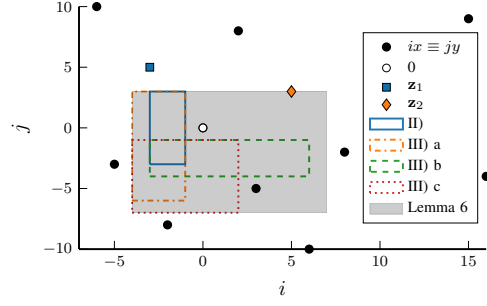 10
5
0
−5
−10
j
−5
0
5
10
15
i
ix ≡ jy
0
z₁
z₂
II)
III) a
III) b
III) c
Lemma 6